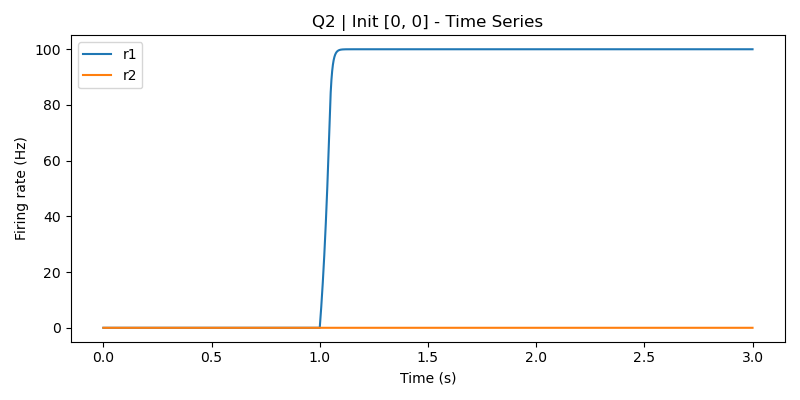 Q2 | Init [0, 0] - Time Series
Firing rate (Hz)
100
80
60
40
20
0
r1
r2
0.0 0.5 1.0 1.5 2.0 2.5 3.0
Time (s)